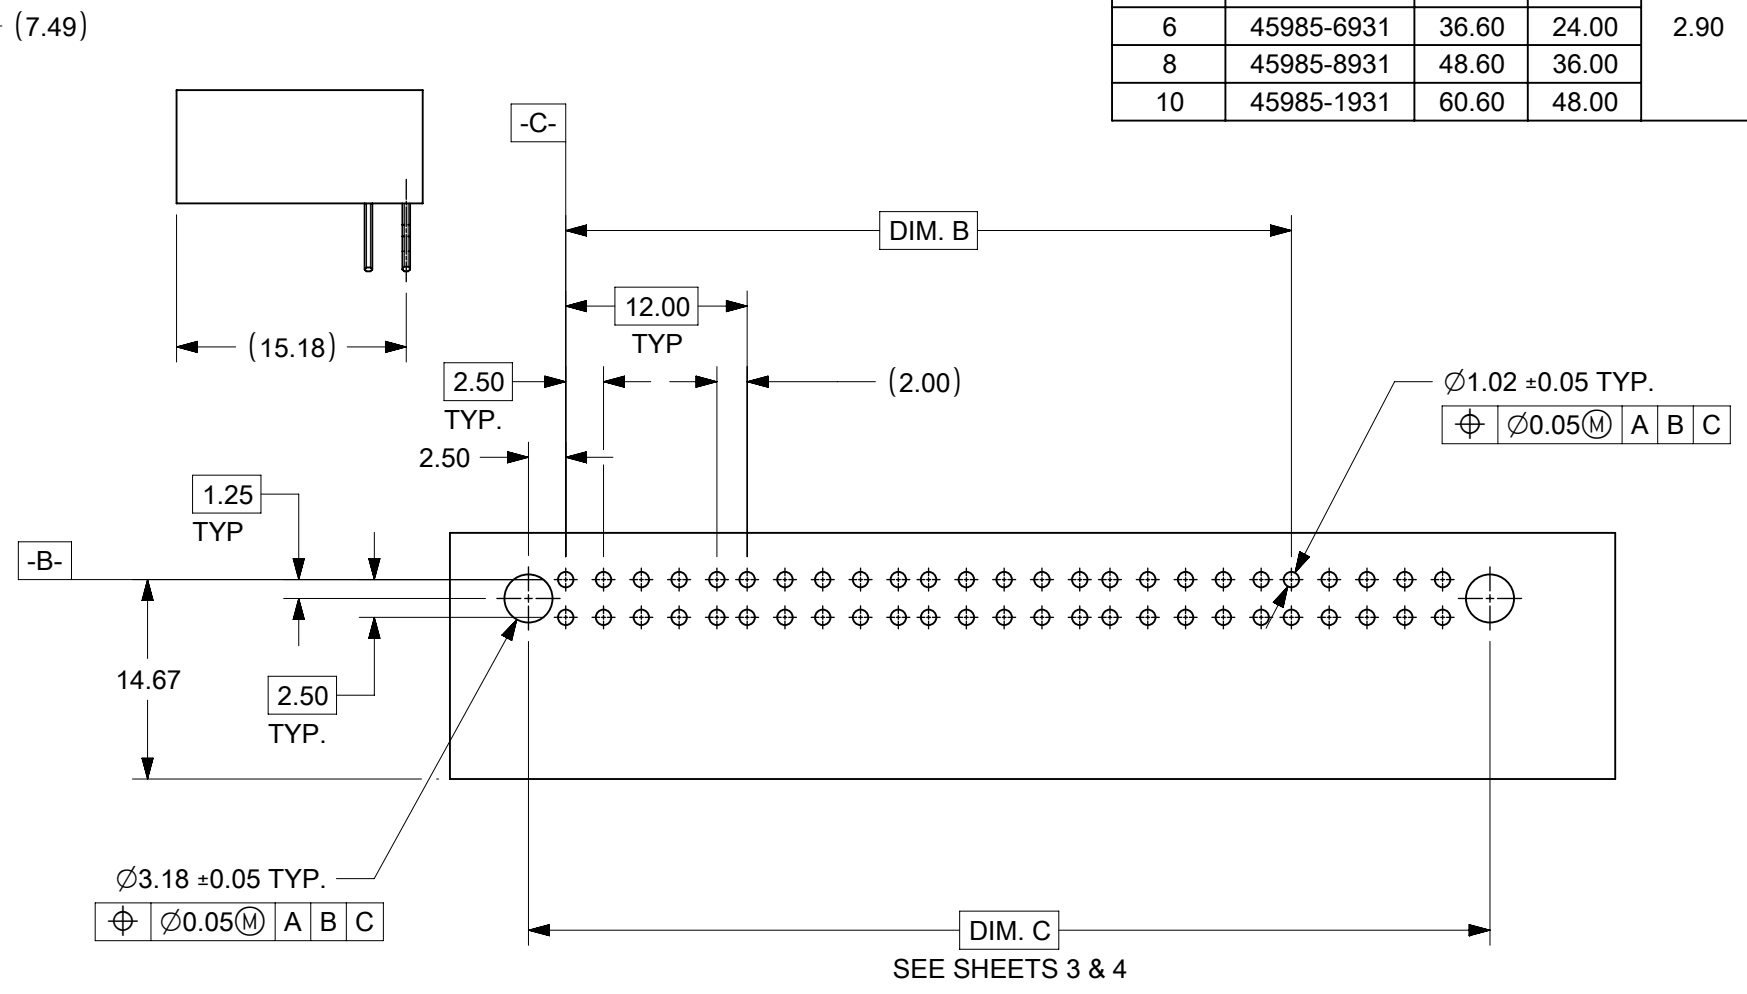 (7.49)
6 45985-6931 36.60 24.00 2.90
8 45985-8931 48.60 36.00
10 45985-1931 60.60 48.00
-C-
DIM. B
12.00
TYP
(15.18)
2.50
TYP.
(2.00)
⌀1.02 ±0.05 TYP.
⌖ ⌀0.05Ⓜ A B C
2.50
1.25
TYP
-B-
14.67
2.50
TYP.
⌀3.18 ±0.05 TYP.
⌖ ⌀0.05Ⓜ A B C
DIM. C
SEE SHEETS 3 & 4